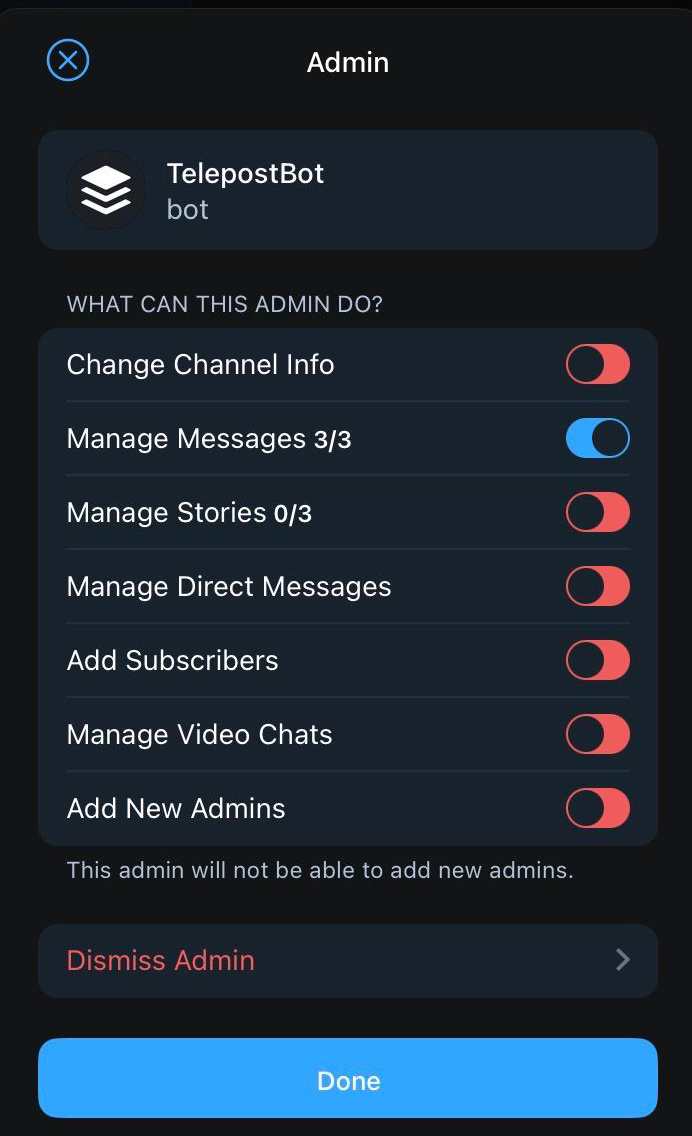 Admin
TelepostBot
bot
WHAT CAN THIS ADMIN DO?
Change Channel Info
Manage Messages 3/3
Manage Stories 0/3
Manage Direct Messages
Add Subscribers
Manage Video Chats
Add New Admins
This admin will not be able to add new admins.
Dismiss Admin
Done